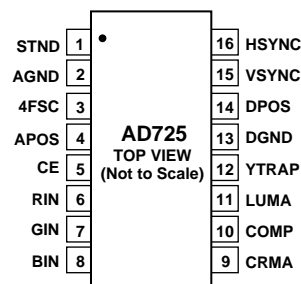 STND 1 16 HSYNC
AGND 2 15 VSYNC
4FSC 3 14 DPOS
APOS 4 AD725 13 DGND
TOP VIEW
CE 5 (Not to Scale) 12 YTRAP
RIN 6 11 LUMA
GIN 7 10 COMP
BIN 8 9 CRMA